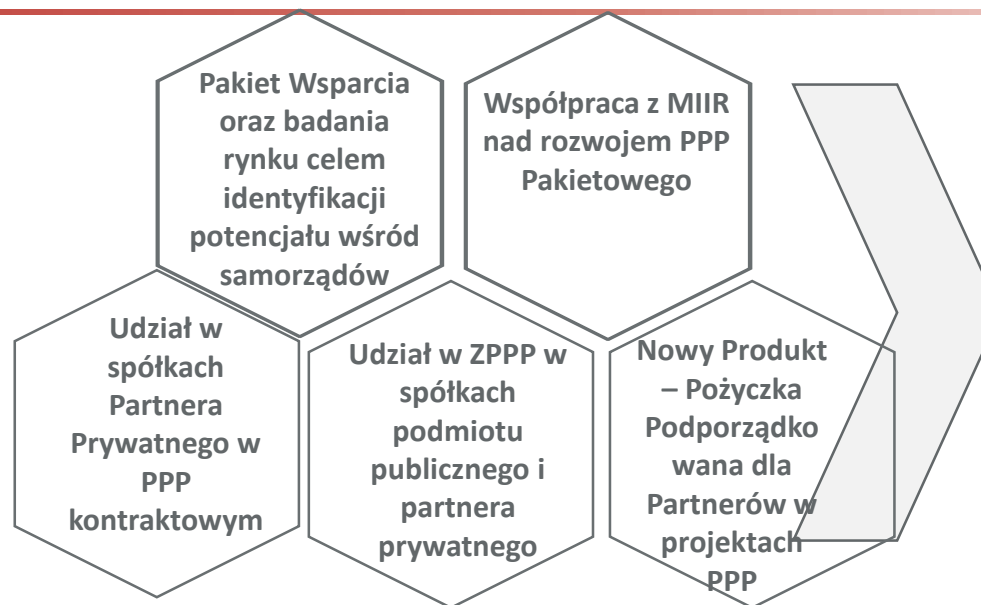 Pakiet Wsparcia
oraz badania
rynku celem
identyfikacji
potencjału wśród
samorządów
Współpraca z MIIR
nad rozwojem PPP
Pakietowego
Udział w
spółkach
Partnera
Prywatnego w
PPP
kontraktowym
Udział w ZPPP w
spółkach
podmiotu
publicznego i
partnera
prywatnego
Nowy Produkt
– Pożyczka
Podporządko
wana dla
Partnerów w
projektach
PPP